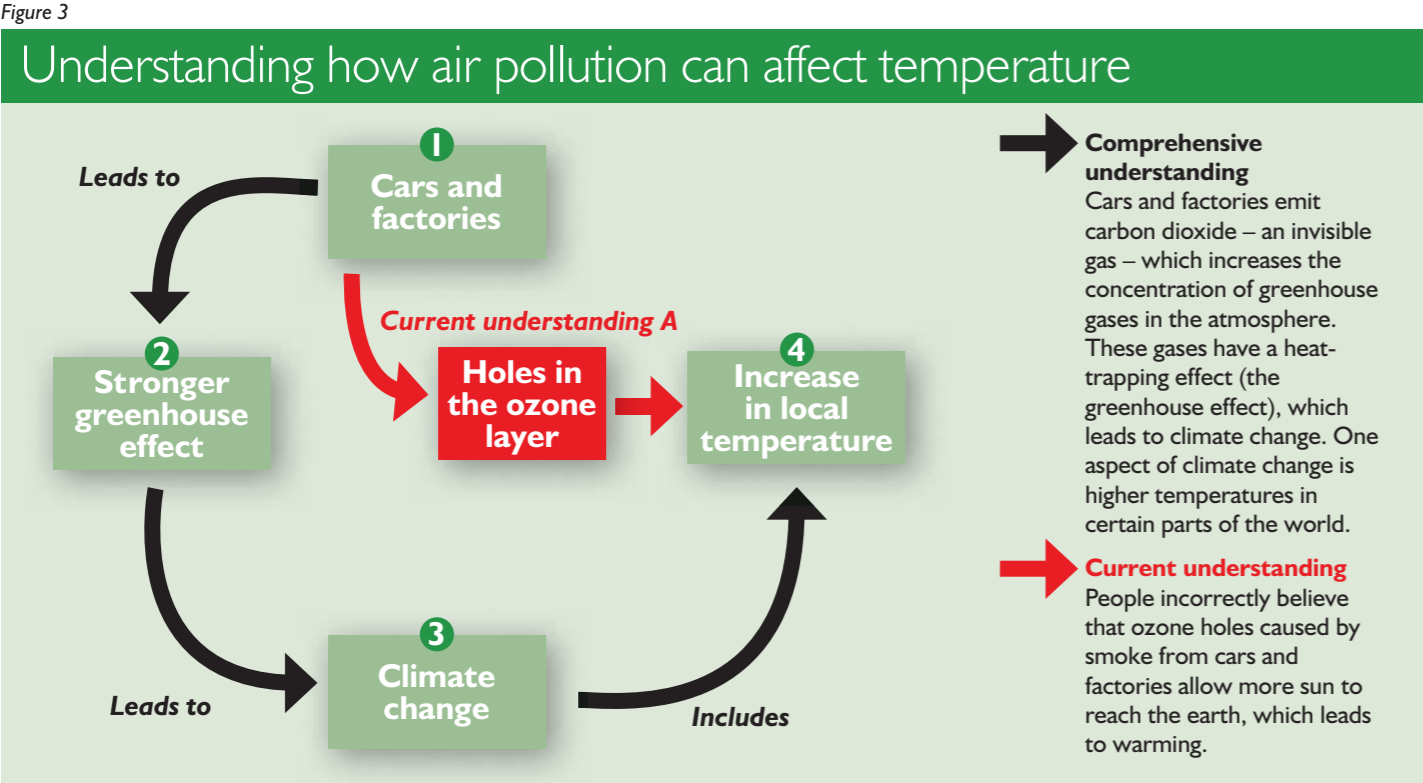 Figure 3
Understanding how air pollution can affect temperature
Leads to
1
Cars and
factories
Current understanding A
2
Stronger
greenhouse
effect
Holes in
the ozone
layer
4
Increase
in local
temperature
Leads to
3
Climate
change
Includes
Comprehensive
understanding
Cars and factories emit
carbon dioxide – an invisible
gas – which increases the
concentration of greenhouse
gases in the atmosphere.
These gases have a heat-
trapping effect (the
greenhouse effect), which
leads to climate change. One
aspect of climate change is
higher temperatures in
certain parts of the world.
Current understanding
People incorrectly believe
that ozone holes caused by
smoke from cars and
factories allow more sun to
reach the earth, which leads
to warming.